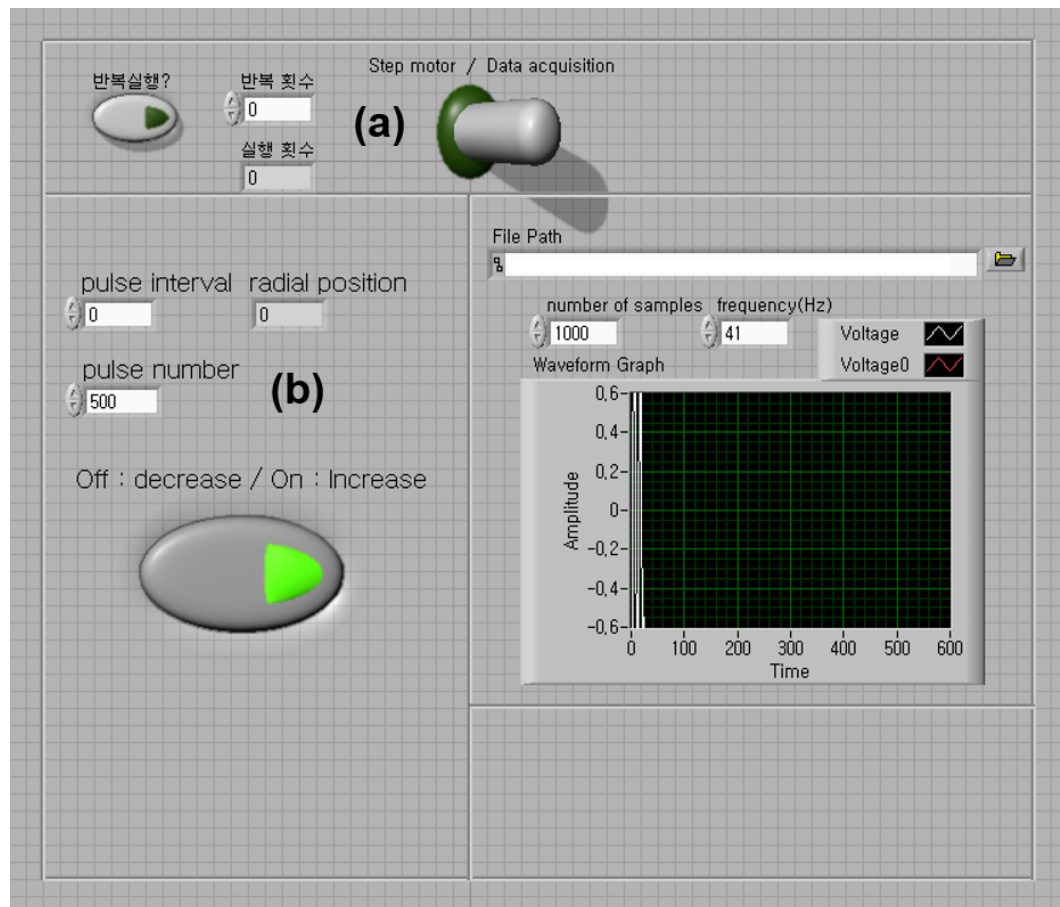 Step motor / Data acquisition
반복실행?
반복 횟수
0
(a)
실행 횟수
0
File Path
pulse interval radial position
0 0
number of samples frequency(Hz)
1000 41
Voltage
Voltage0
Waveform Graph
pulse number
500
(b)
Off : decrease / On : Increase
0,6-
0,4-
0,2-
0-
-0,2-
-0,4-
-0,6-
Amplitude
0 100 200 300 400 500 600
Time